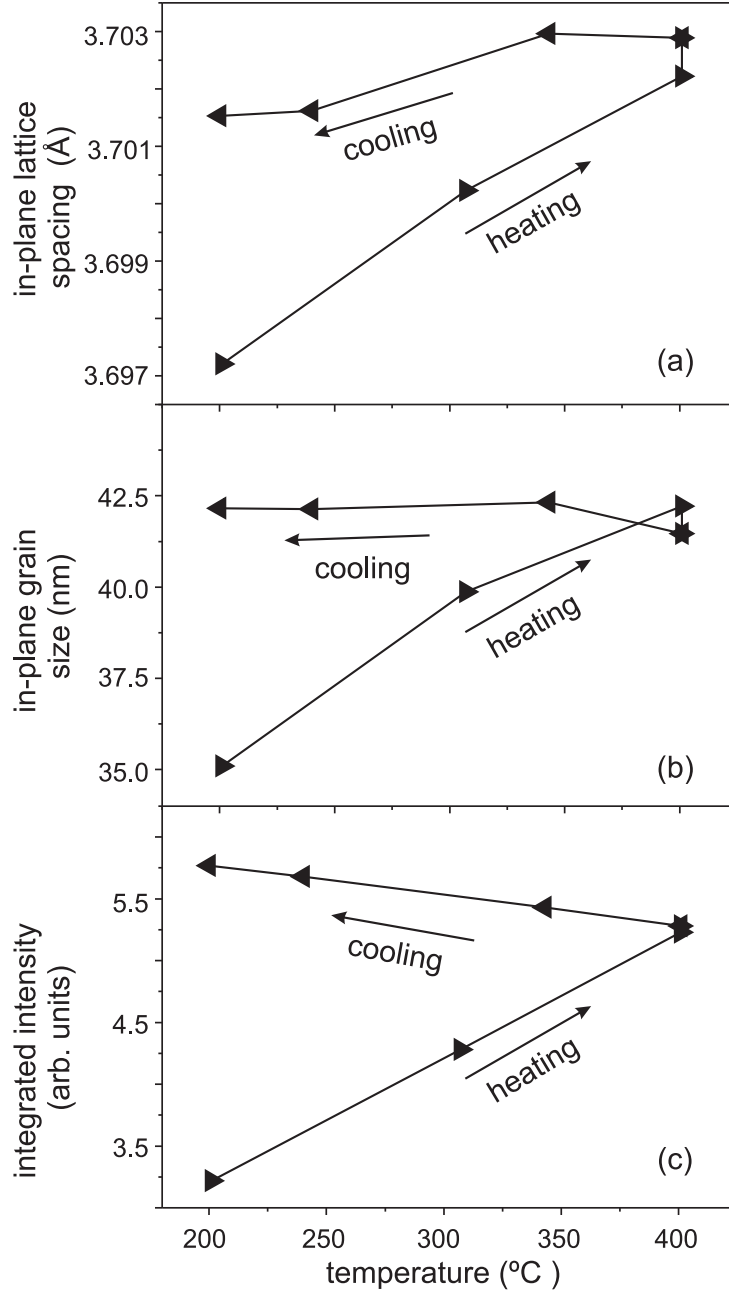 in-plane lattice
spacing (Å)
3.703
3.701
3.699
3.697
cooling
heating
(a)
in-plane grain
size (nm)
42.5
40.0
37.5
35.0
cooling
heating
(b)
integrated intensity
(arb. units)
5.5
4.5
3.5
cooling
heating
(c)
200 250 300 350 400
temperature (ºC )